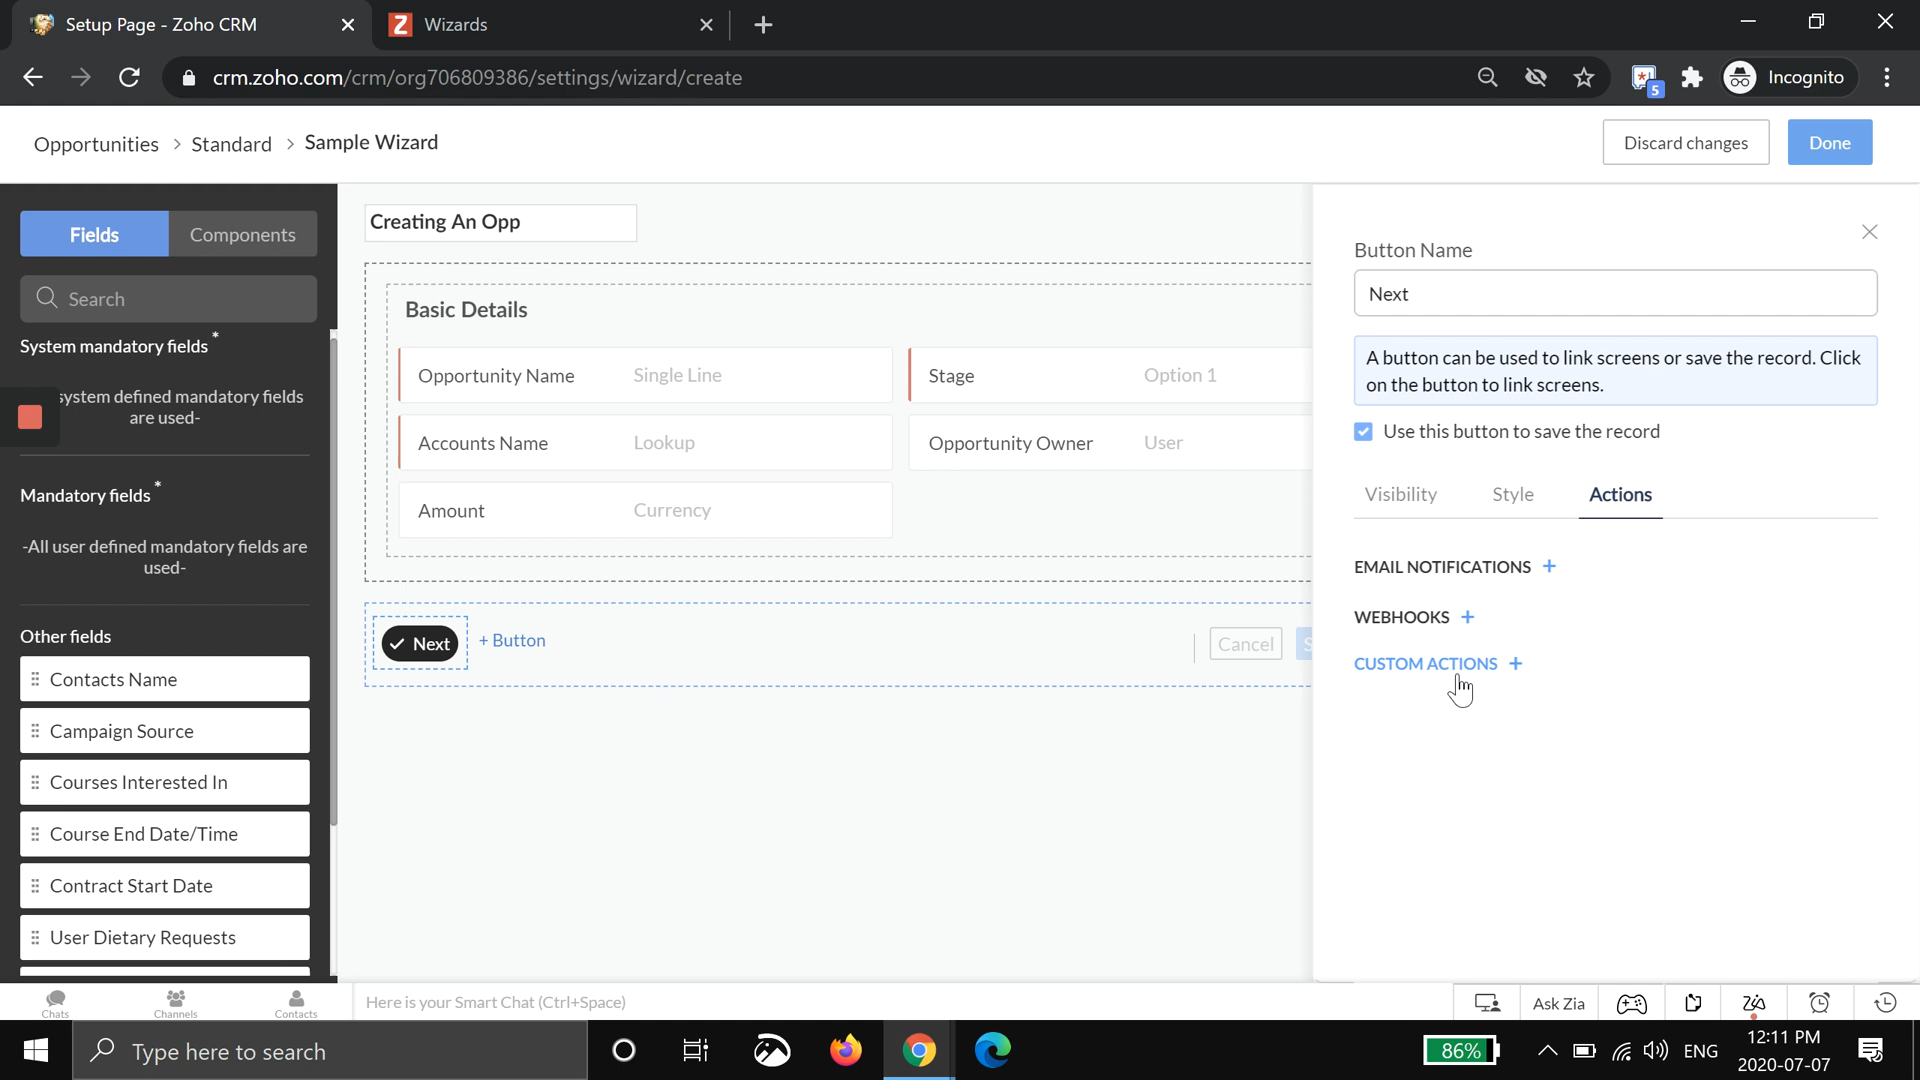 Setup Page - Zoho CRM
Wizards
crm.zoho.com/crm/org706809386/settings/wizard/create
5
Incognito
Opportunities > Standard > Sample Wizard
Discard changes
Done
Fields
Components
Search
System mandatory fields *
system defined mandatory fields
are used-
Mandatory fields *
-All user defined mandatory fields are
used-
Other fields
Contacts Name
Campaign Source
Courses Interested In
Course End Date/Time
Contract Start Date
User Dietary Requests
Creating An Opp
Basic Details
Opportunity Name Single Line
Stage Option 1
Accounts Name Lookup
Opportunity Owner User
Amount Currency
Next
+ Button
Cancel
S
Button Name
Next
A button can be used to link screens or save the record. Click
on the button to link screens.
Use this button to save the record
Visibility
Style
Actions
EMAIL NOTIFICATIONS +
WEBHOOKS +
CUSTOM ACTIONS +
Chats
Channels
Contacts
Here is your Smart Chat (Ctrl+Space)
Ask Zia
Type here to search
86%
ENG
12:11 PM
2020-07-07